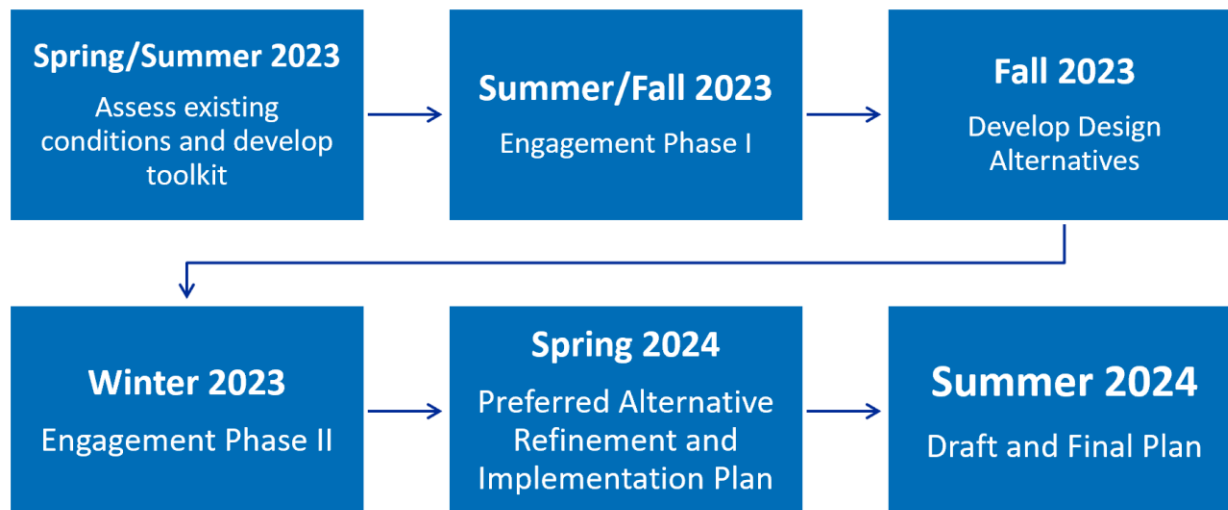 Spring/Summer 2023
Assess existing
conditions and develop
toolkit
Summer/Fall 2023
Engagement Phase I
Fall 2023
Develop Design
Alternatives
Winter 2023
Engagement Phase II
Spring 2024
Preferred Alternative
Refinement and
Implementation Plan
Summer 2024
Draft and Final Plan